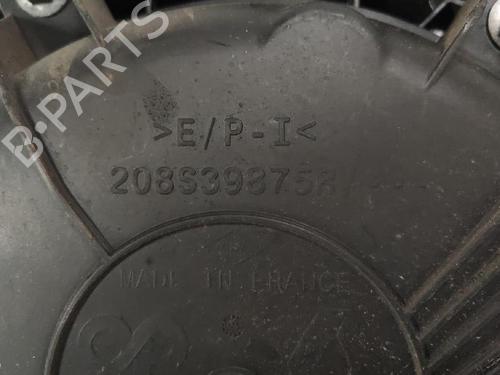 B-PARTS
>E/P-I<
208S39875R/---
MADE IN FRANCE